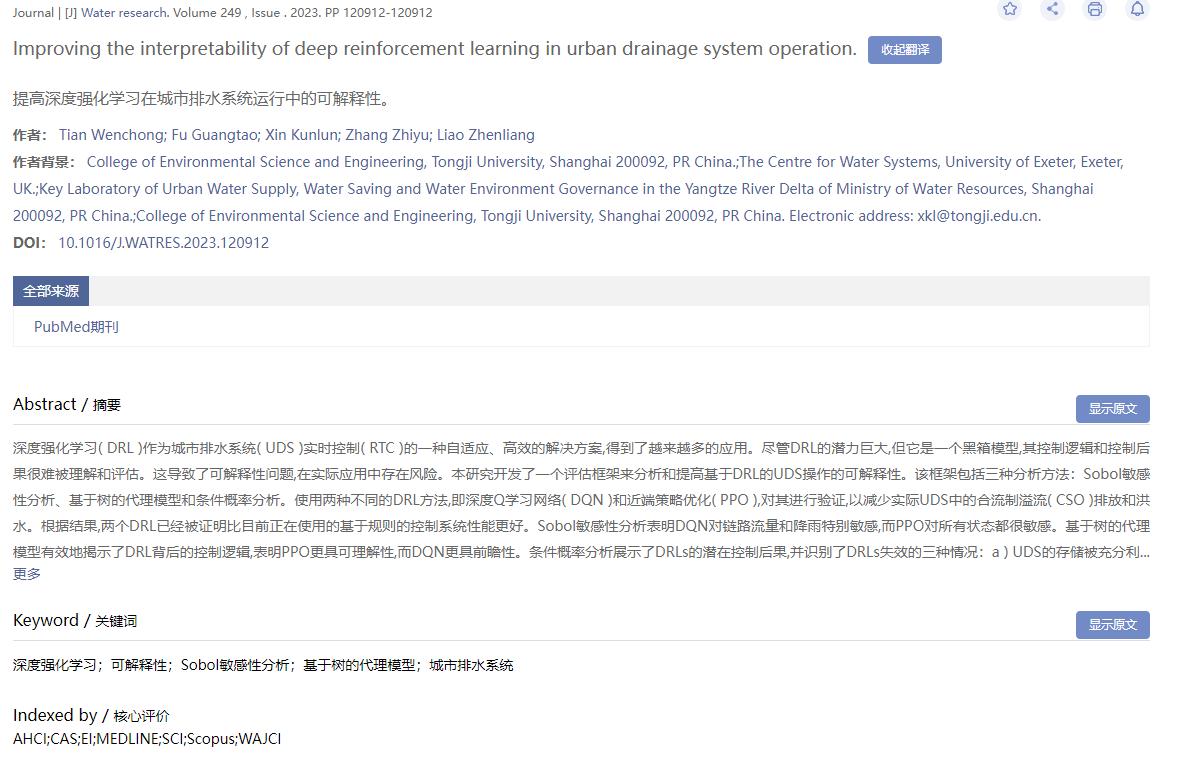 Journal | [J] Water research. Volume 249 , Issue . 2023. PP 120912-120912
Improving the interpretability of deep reinforcement learning in urban drainage system operation. 收起翻译
提高深度强化学习在城市排水系统运行中的可解释性。
作者： Tian Wenchong; Fu Guangtao; Xin Kunlun; Zhang Zhiyu; Liao Zhenliang
作者背景： College of Environmental Science and Engineering, Tongji University, Shanghai 200092, PR China.;The Centre for Water Systems, University of Exeter, Exeter,
UK.;Key Laboratory of Urban Water Supply, Water Saving and Water Environment Governance in the Yangtze River Delta of Ministry of Water Resources, Shanghai
200092, PR China.;College of Environmental Science and Engineering, Tongji University, Shanghai 200092, PR China. Electronic address: xkl@tongji.edu.cn.
DOI： 10.1016/J.WATRES.2023.120912
全部来源
PubMed期刊
Abstract / 摘要
显示原文
深度强化学习( DRL )作为城市排水系统( UDS )实时控制( RTC )的一种自适应、高效的解决方案,得到了越来越多的应用。尽管DRL的潜力巨大,但它是一个黑箱模型,其控制逻辑和控制后
果很难被理解和评估。这导致了可解释性问题,在实际应用中存在风险。本研究开发了一个评估框架来分析和提高基于DRL的UDS操作的可解释性。该框架包括三种分析方法：Sobol敏感
性分析、基于树的代理模型和条件概率分析。使用两种不同的DRL方法,即深度Q学习网络( DQN )和近端策略优化( PPO ),对其进行验证,以减少实际UDS中的合流制溢流( CSO )排放和洪
水。根据结果,两个DRL已经被证明比目前正在使用的基于规则的控制系统性能更好。Sobol敏感性分析表明DQN对链路流量和降雨特别敏感,而PPO对所有状态都很敏感。基于树的代理
模型有效地揭示了DRL背后的控制逻辑,表明PPO更具可理解性,而DQN更具前瞻性。条件概率分析展示了DRLs的潜在控制后果,并识别了DRLs失效的三种情况：a ) UDS的存储被充分利...
更多
Keyword / 关键词
显示原文
深度强化学习；可解释性；Sobol敏感性分析；基于树的代理模型；城市排水系统
Indexed by / 核心评价
AHCI;CAS;EI;MEDLINE;SCI;Scopus;WAJCI